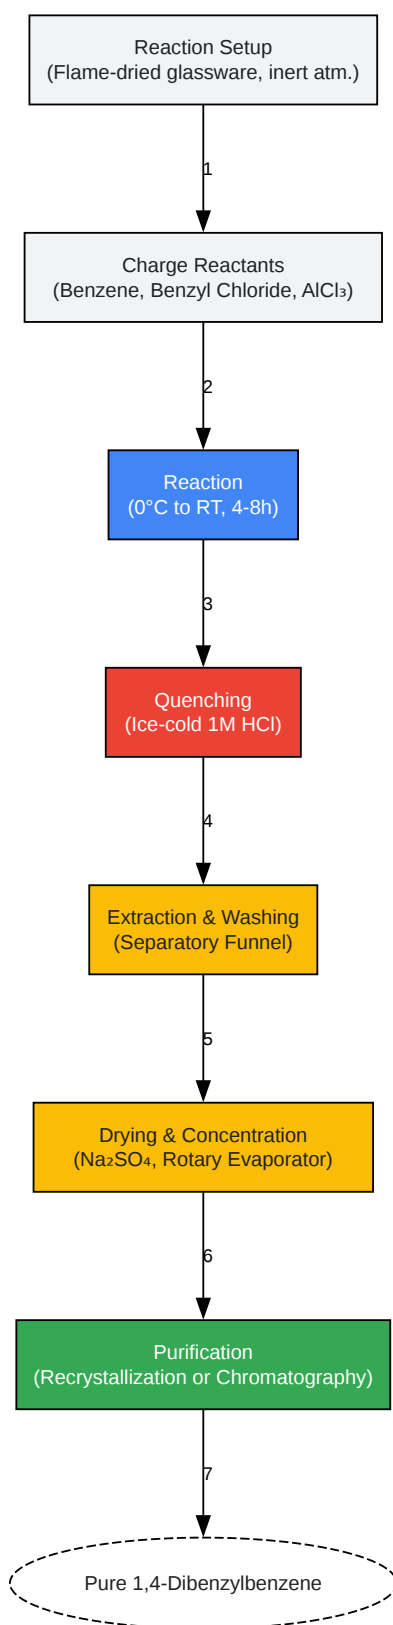 Reaction Setup
(Flame-dried glassware, inert atm.)
1
Charge Reactants
(Benzene, Benzyl Chloride, AlCl₃)
2
Reaction
(0°C to RT, 4-8h)
3
Quenching
(Ice-cold 1M HCl)
4
Extraction & Washing
(Separatory Funnel)
5
Drying & Concentration
(Na₂SO₄, Rotary Evaporator)
6
Purification
(Recrystallization or Chromatography)
7
Pure 1,4-Dibenzylbenzene